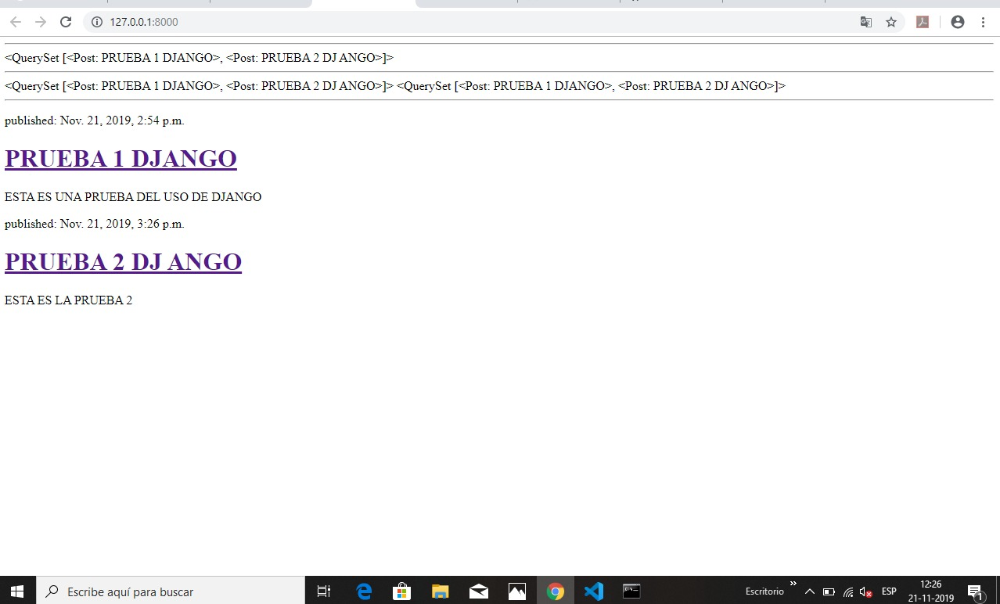 127.0.0.1:8000
<QuerySet [<Post: PRUEBA 1 DJANGO>, <Post: PRUEBA 2 DJ ANGO>]>
<QuerySet [<Post: PRUEBA 1 DJANGO>, <Post: PRUEBA 2 DJ ANGO>]> <QuerySet [<Post: PRUEBA 1 DJANGO>, <Post: PRUEBA 2 DJ ANGO>]>
published: Nov. 21, 2019, 2:54 p.m.
PRUEBA 1 DJANGO
ESTA ES UNA PRUEBA DEL USO DE DJANGO
published: Nov. 21, 2019, 3:26 p.m.
PRUEBA 2 DJ ANGO
ESTA ES LA PRUEBA 2
Escribe aquí para buscar
Escritorio
ESP
12:26
21-11-2019
1